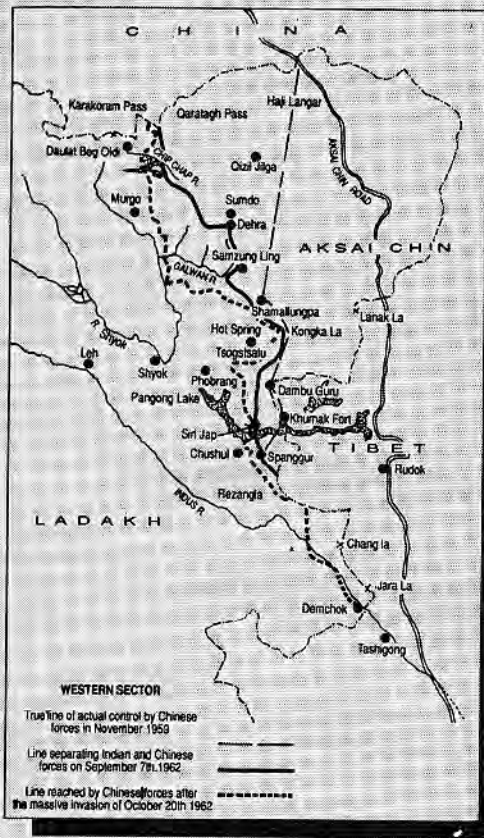 CHINA
Karakoram Pass
Qaratagh Pass
Haji Langar
Daulat Beg Oldi
CHIP CHAP R.
AKSAI CHIN ROAD
Qizil Jilga
Murgo
Sumdo
Dehra
AKSAI CHIN
Samzung Ling
GALWAN R.
Shamallungpa
Lanak La
Hot Spring
Kongka La
R. Shyok
Tsogstsalu
Leh
Shyok
Phobrang
Dambu Guru
Pangong Lake
Khurnak Fort
Siri Jap
TIBET
Chushul
Spanggur
Rudok
Rezangla
INDUS R.
LADAKH
Chang la
Jara La
Demchok
Tashigong
WESTERN SECTOR
True line of actual control by Chinese
forces in November 1959
Line separating Indian and Chinese
forces on September 7th. 1962
Line reached by Chinese forces after
the massive invasion of October 20th 1962